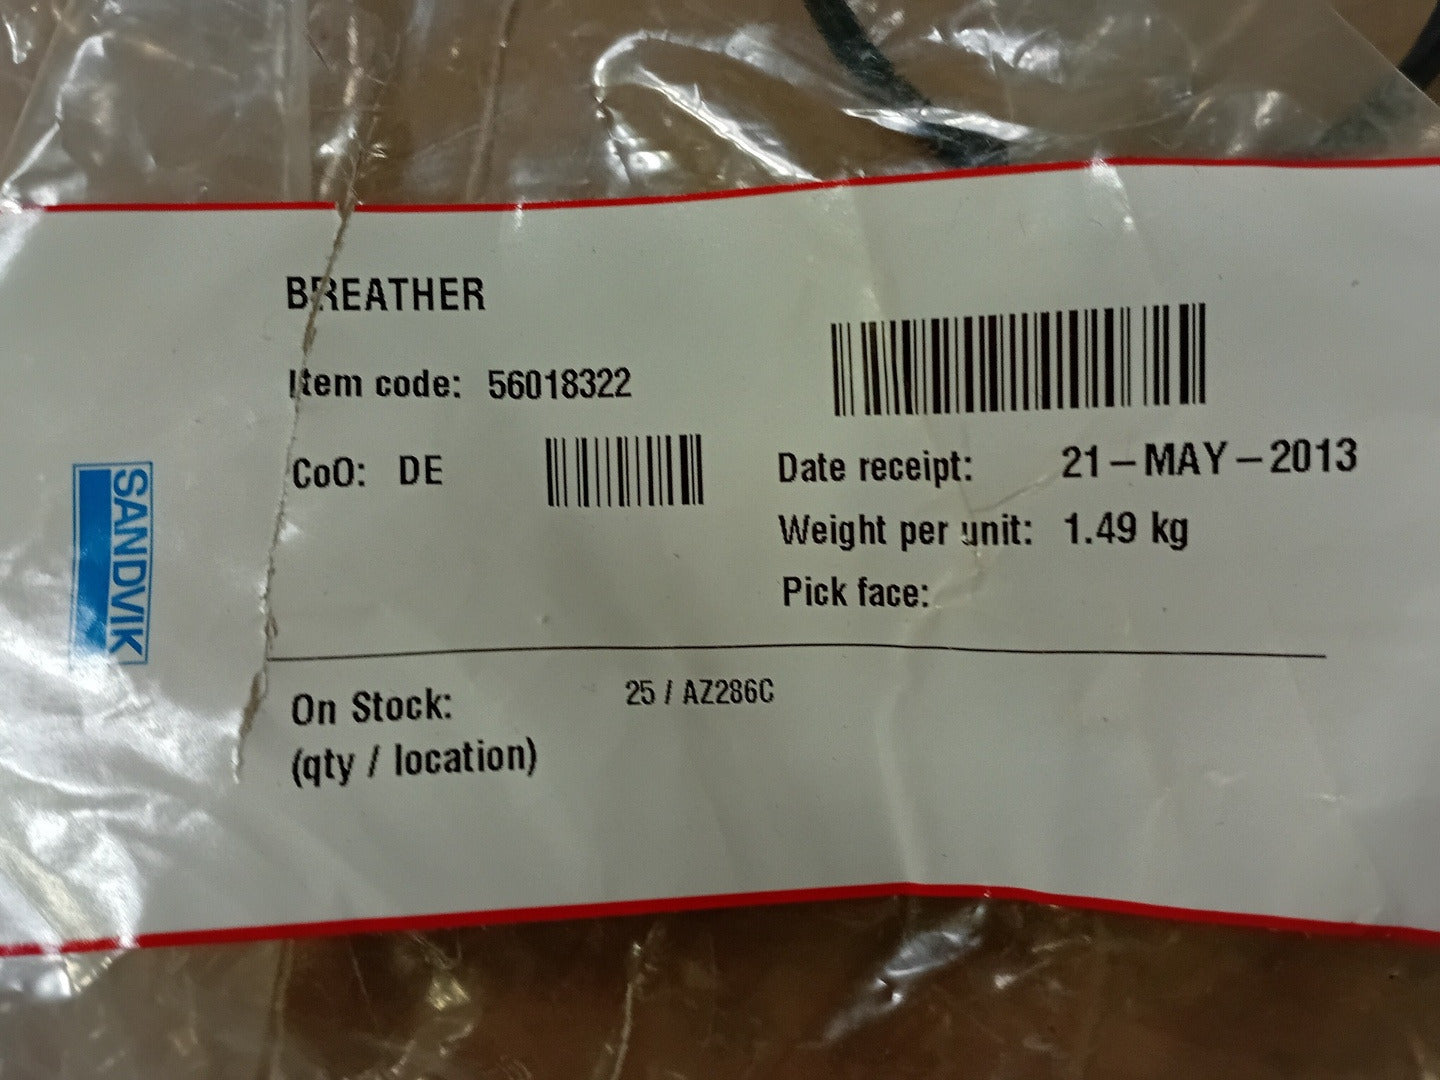 BREATHER
Item code: 56018322
CoO: DE
Date receipt: 21-MAY-2013
Weight per unit: 1.49 kg
Pick face:
On Stock: 25 / AZ286C
(qty / location)
SANDVIK